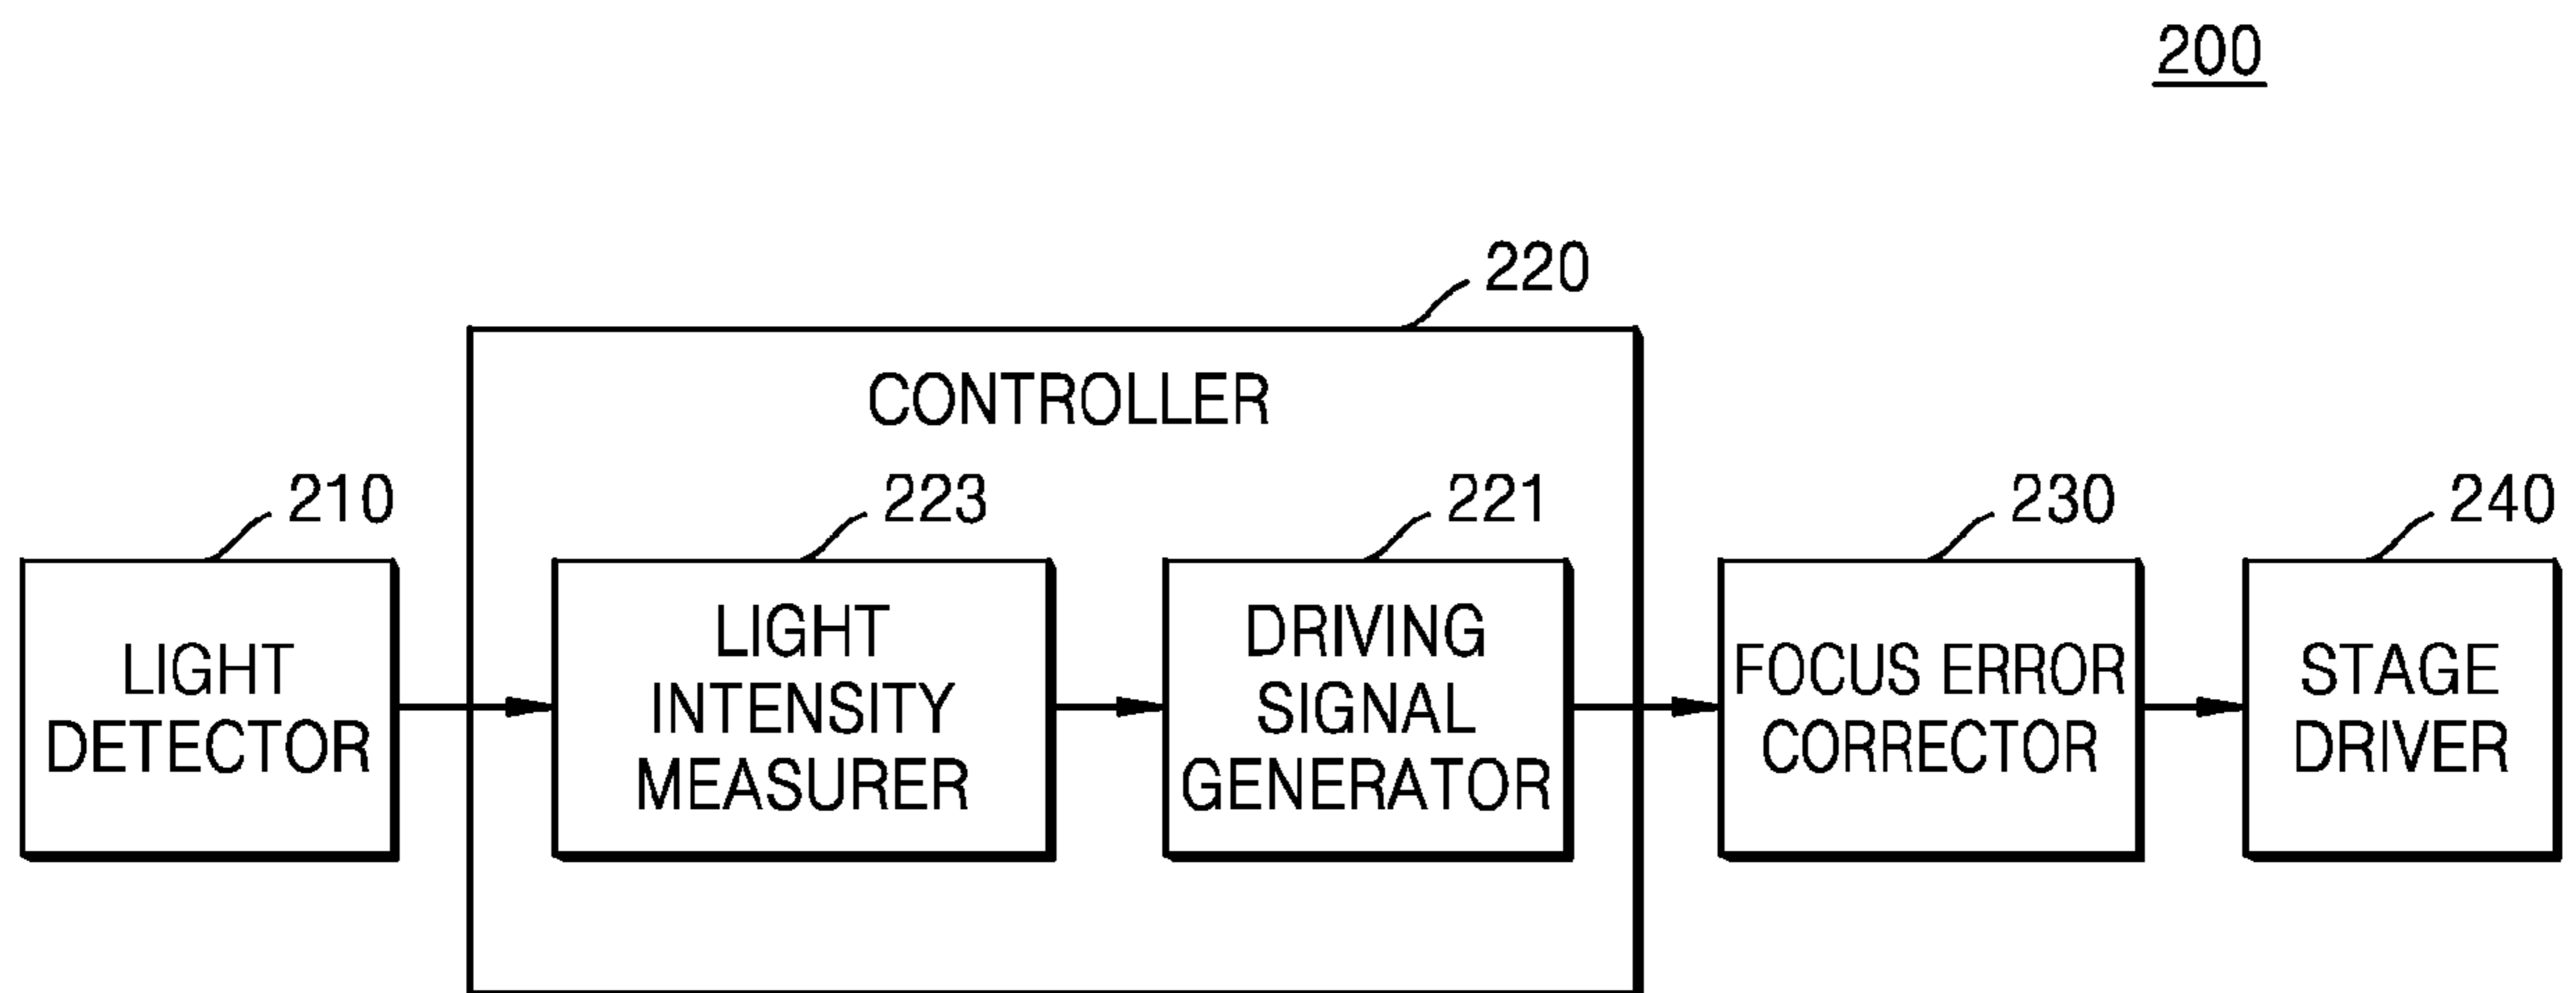 200
220
CONTROLLER
210
223
221
230
240
LIGHT
DETECTOR
LIGHT
INTENSITY
MEASURER
DRIVING
SIGNAL
GENERATOR
FOCUS ERROR
CORRECTOR
STAGE
DRIVER